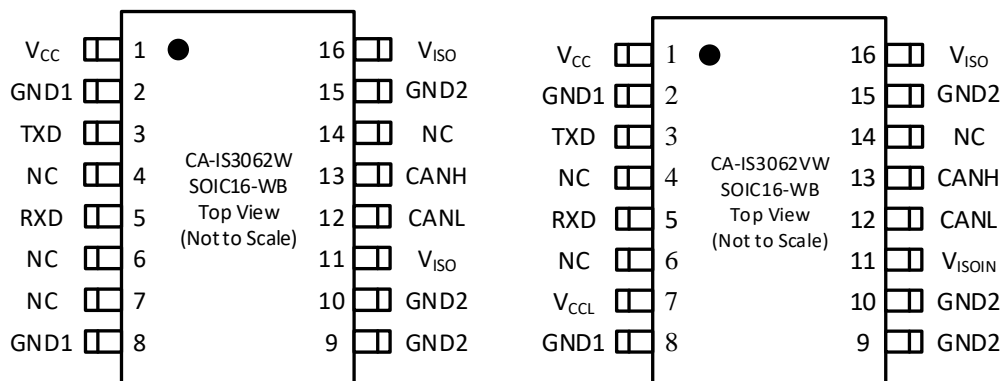 V_CC 1 16 V_ISO
GND1 2 15 GND2
TXD 3 14 NC
NC 4 13 CANH
RXD 5 12 CANL
NC 6 11 V_ISO
NC 7 10 GND2
GND1 8 9 GND2
CA-IS3062W
SOIC16-WB
Top View
(Not to Scale)
V_CC 1 16 V_ISO
GND1 2 15 GND2
TXD 3 14 NC
NC 4 13 CANH
RXD 5 12 CANL
NC 6 11 V_ISOIN
V_CCL 7 10 GND2
GND1 8 9 GND2
CA-IS3062VW
SOIC16-WB
Top View
(Not to Scale)